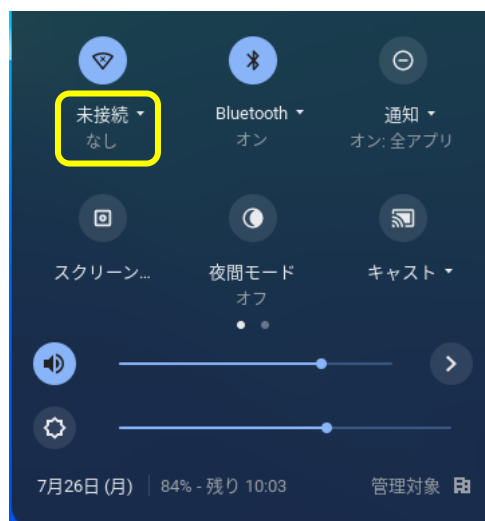 未接続
なし
Bluetooth
オン
通知
オン: 全アプリ
スクリーン...
夜間モード
オフ
キャスト
7月26日 (月)
84% - 残り 10:03
管理対象